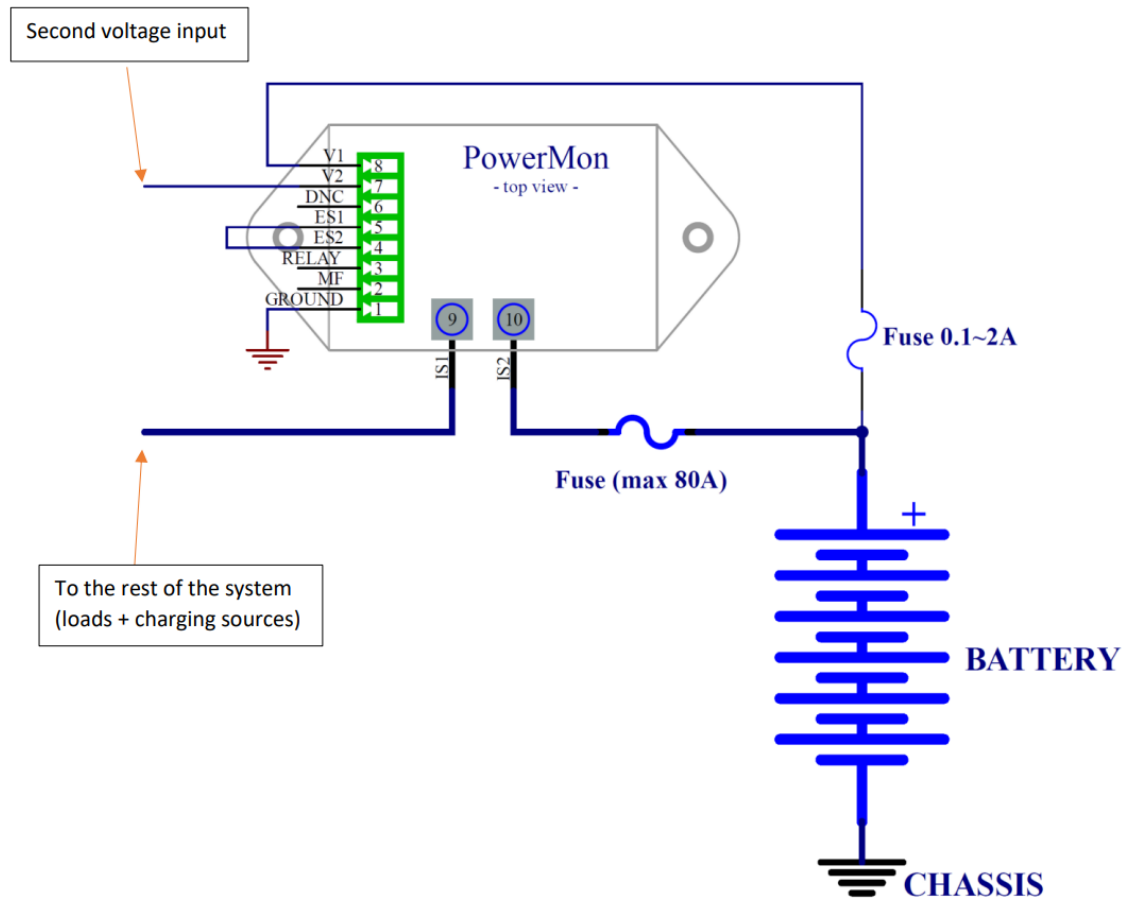 Second voltage input
PowerMon
- top view -
V1
8
V2
7
DNC
6
ES1
5
ES2
4
RELAY
3
MF
2
GROUND
1
9
10
IS1
IS2
Fuse 0.1~2A
Fuse (max 80A)
To the rest of the system
(loads + charging sources)
+
BATTERY
CHASSIS